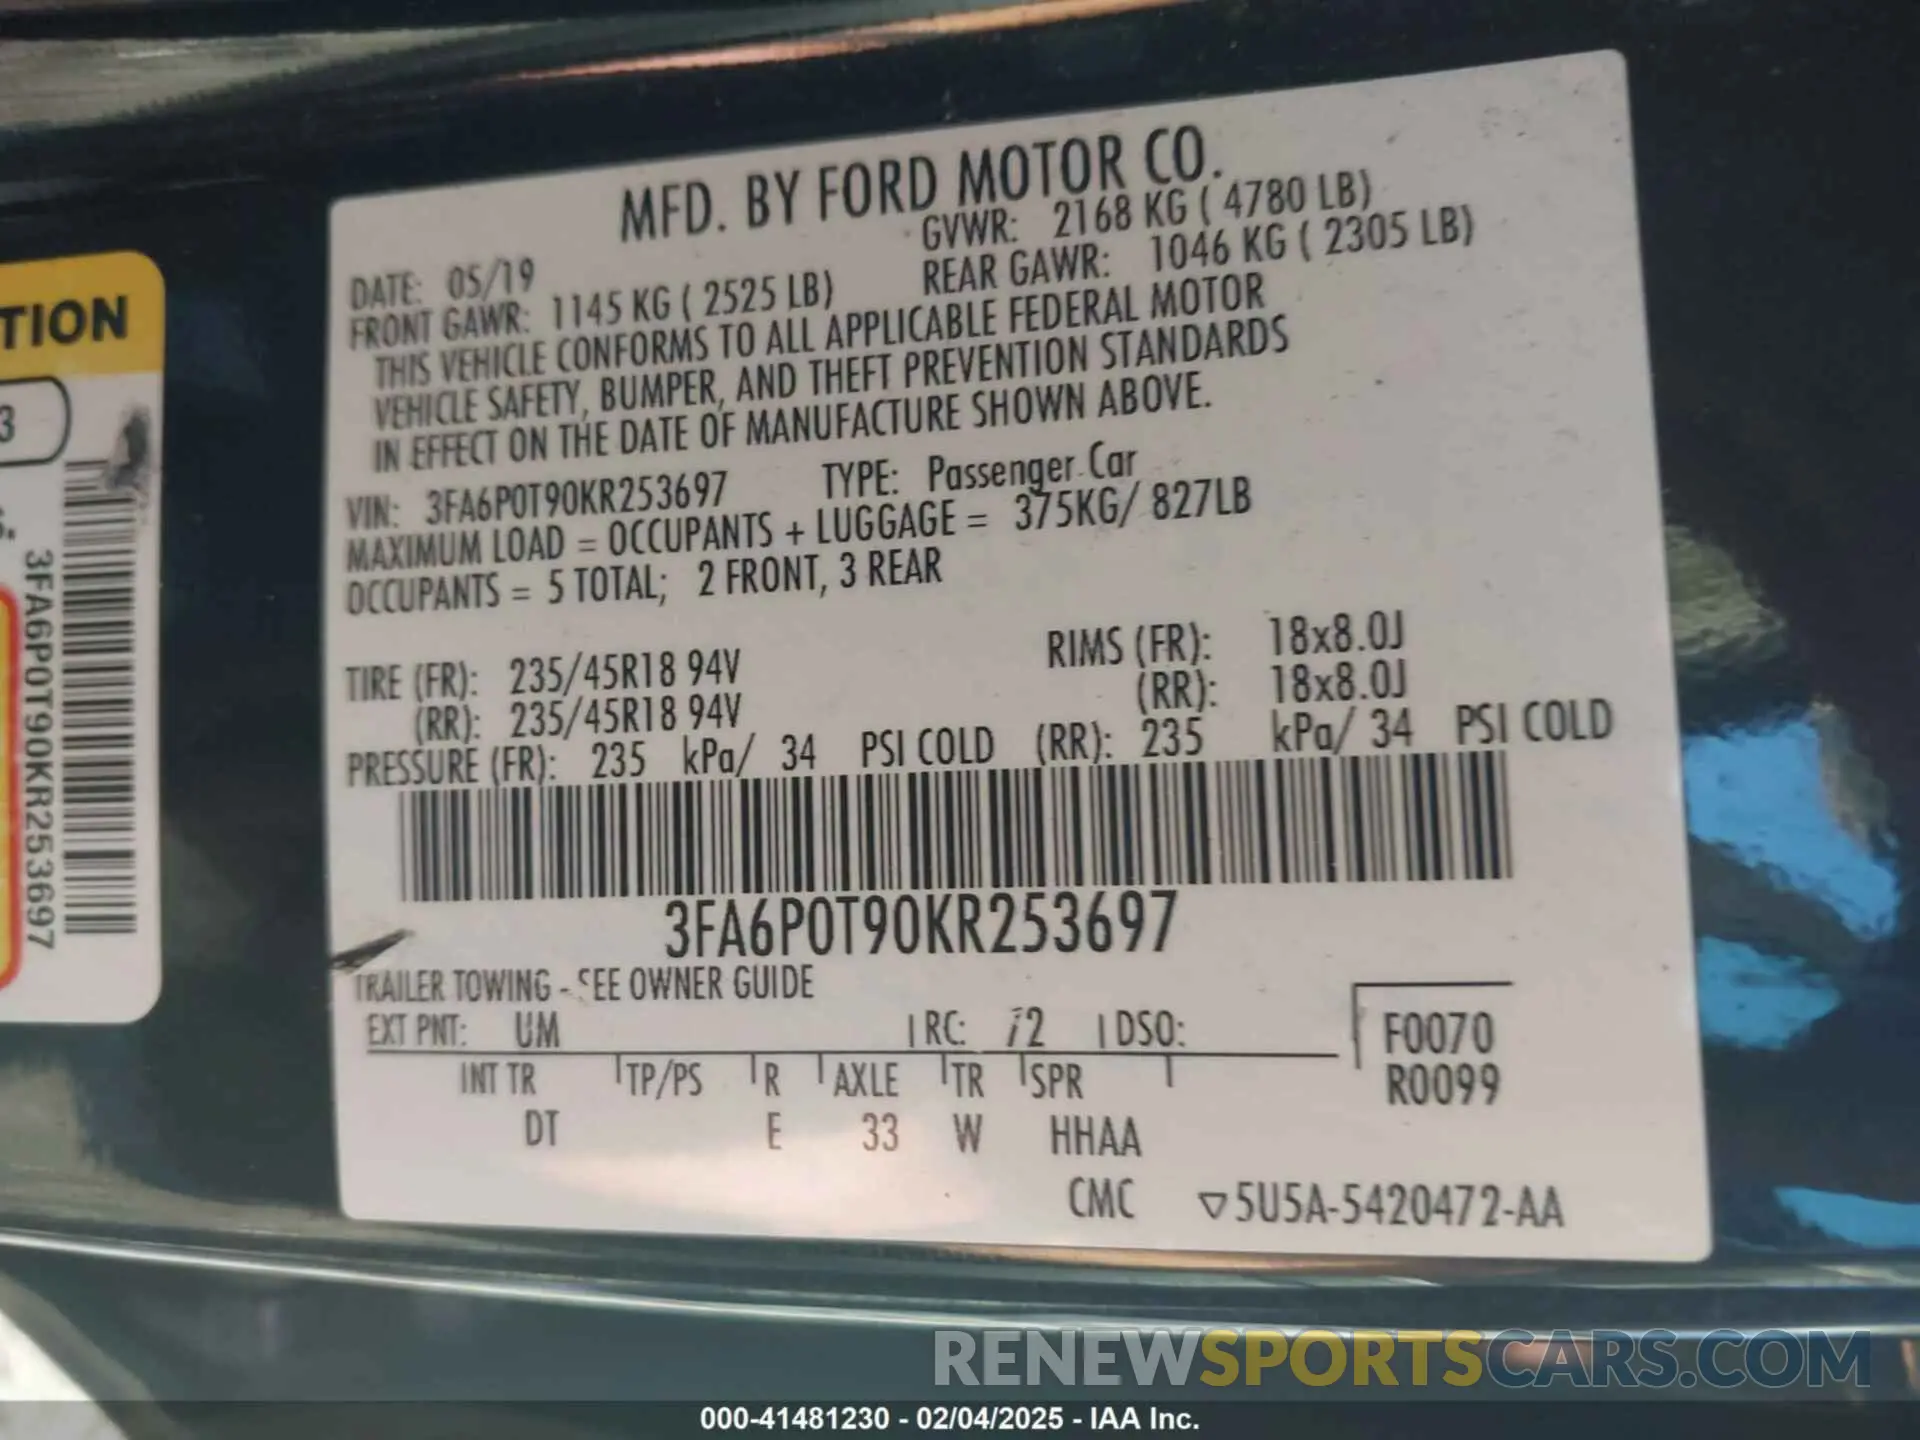 MFD. BY FORD MOTOR CO.
DATE: 05/19 GVWR: 2168 KG ( 4780 LB)
FRONT GAWR: 1145 KG ( 2525 LB) REAR GAWR: 1046 KG ( 2305 LB)
THIS VEHICLE CONFORMS TO ALL APPLICABLE FEDERAL MOTOR
VEHICLE SAFETY, BUMPER, AND THEFT PREVENTION STANDARDS
IN EFFECT ON THE DATE OF MANUFACTURE SHOWN ABOVE.
VIN: 3FA6P0T90KR253697 TYPE: Passenger Car
MAXIMUM LOAD = OCCUPANTS + LUGGAGE = 375KG/ 827LB
OCCUPANTS = 5 TOTAL; 2 FRONT, 3 REAR
TIRE (FR): 235/45R18 94V RIMS (FR): 18x8.0J
(RR): 235/45R18 94V (RR): 18x8.0J
PRESSURE (FR): 235 kPa/ 34 PSI COLD (RR): 235 kPa/ 34 PSI COLD
3FA6P0T90KR253697
TRAILER TOWING - SEE OWNER GUIDE
EXT PNT: UM RC: 72 DSO: F0070
INT TR TP/PS R AXLE TR SPR R0099
DT E 33 W HHAA
CMC ▽5U5A-5420472-AA
TION
3
3FA6P0T90KR253697
RENEWSPORTSCARS.COM
000-41481230 - 02/04/2025 - IAA Inc.